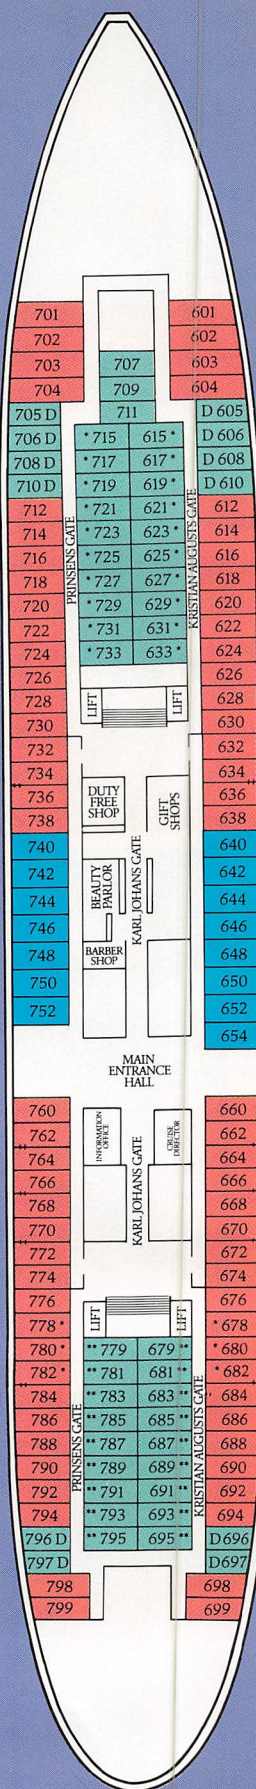 701 601
702 602
703 707 603
704 709 604
705 D 711 D 605
706 D * 715 615 * D 606
708 D * 717 617 * D 608
710 D * 719 619 * D 610
712 * 721 621 * 612
714 * 723 623 * 614
716 * 725 625 * 616
718 * 727 627 * 618
720 * 729 629 * 620
722 * 731 631 * 622
724 * 733 633 * 624
PRINSENS GATE
KRISTIAN AUGUSTS GATE
726 626
728 LIFT LIFT 628
730 630
732 632
734 634
736 636
738 638
DUTY
FREE
SHOP
GIFT
SHOPS
KARL JOHANS GATE
740 640
742 642
744 644
746 646
748 648
750 650
752 652
654
BEAUTY
PARLOR
BARBER
SHOP
MAIN
ENTRANCE
HALL
760 660
762 662
764 664
766 666
768 668
770 670
772 672
774 674
INFORMATION
OFFICE
CRUISE
DIRECTOR
KARL JOHANS GATE
776 676
778 * LIFT LIFT * 678
780 * ** 779 679 ** * 680
782 * ** 781 681 ** * 682
784 ** 783 683 ** 684
786 ** 785 685 ** 686
788 ** 787 687 ** 688
790 ** 789 689 ** 690
792 ** 791 691 ** 692
794 ** 793 693 ** 694
796 D ** 795 695 ** D 696
797 D D 697
PRINSENS GATE
KRISTIAN AUGUSTS GATE
798 698
799 699